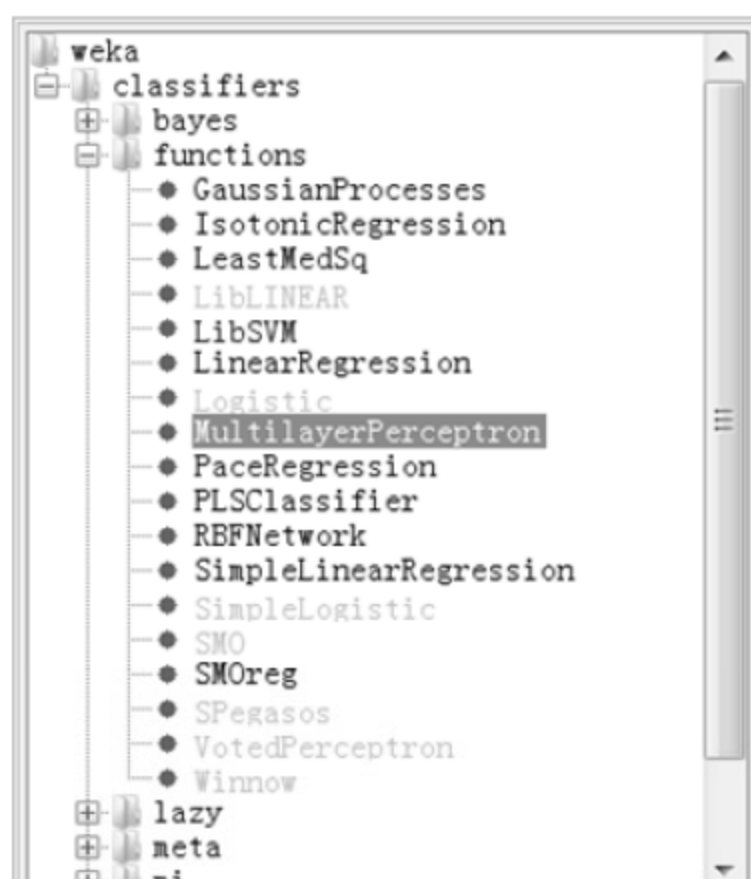 weka
classifiers
bayes
functions
GaussianProcesses
IsotonicRegression
LeastMedSq
LibLINEAR
LibSVM
LinearRegression
Logistic
MultilayerPerceptron
PaceRegression
PLSClassifier
RBFNetwork
SimpleLinearRegression
SimpleLogistic
SMO
SMOreg
SPegasos
VotedPerceptron
Winnow
lazy
meta